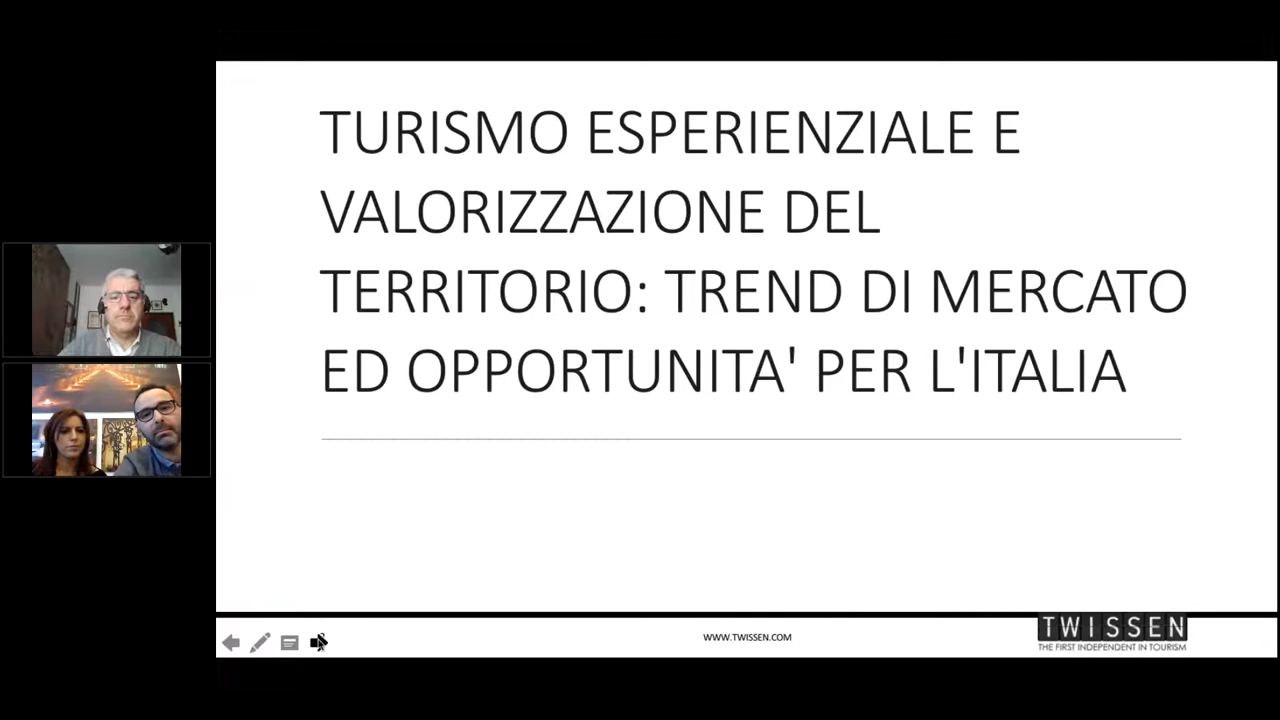 TURISMO ESPERIENZIALE E
VALORIZZAZIONE DEL
TERRITORIO: TREND DI MERCATO
ED OPPORTUNITA' PER L'ITALIA
WWW.TWISSEN.COM
TWISSEN
THE FIRST INDEPENDENT IN TOURISM